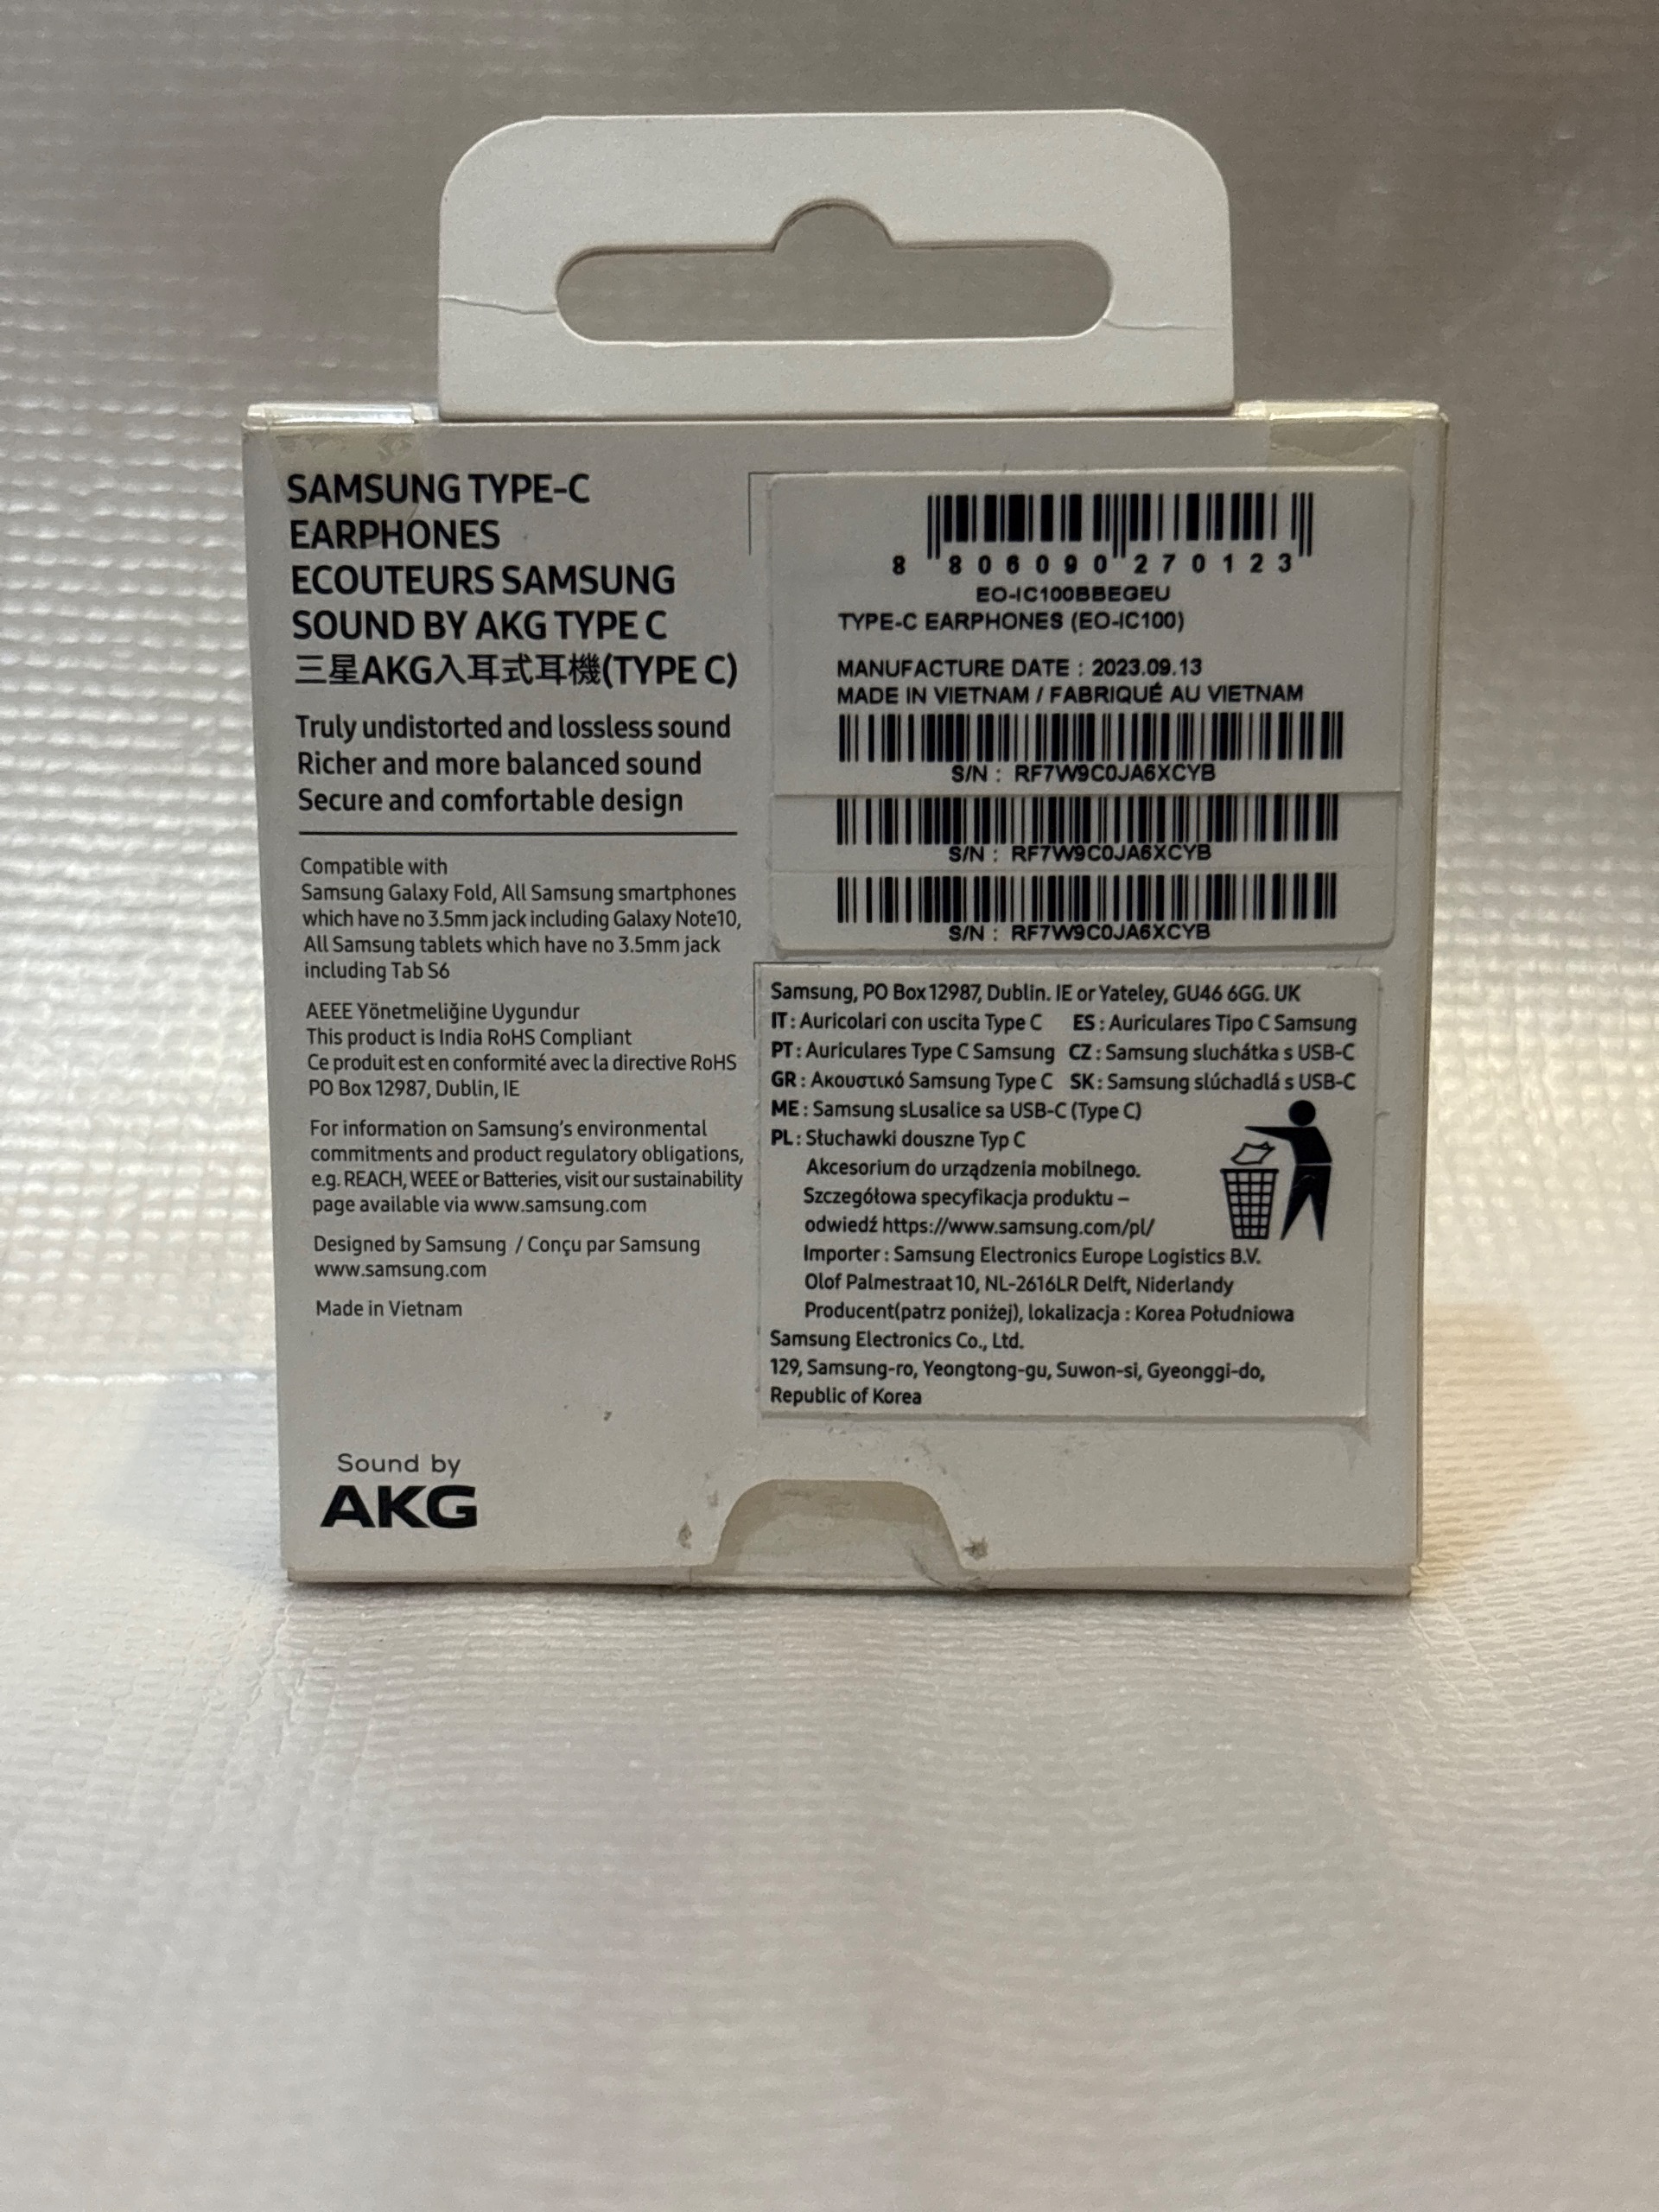 SAMSUNG TYPE-C
EARPHONES
ECOUTEURS SAMSUNG
SOUND BY AKG TYPE C
三星AKG入耳式耳機(TYPE C)
Truly undistorted and lossless sound
Richer and more balanced sound
Secure and comfortable design
Compatible with
Samsung Galaxy Fold, All Samsung smartphones
which have no 3.5mm jack including Galaxy Note10,
All Samsung tablets which have no 3.5mm jack
including Tab S6
AEEE Yönetmeliğine Uygundur
This product is India RoHS Compliant
Ce produit est en conformité avec la directive RoHS
PO Box 12987, Dublin, IE
For information on Samsung's environmental
commitments and product regulatory obligations,
e.g. REACH, WEEE or Batteries, visit our sustainability
page available via www.samsung.com
Designed by Samsung / Conçu par Samsung
www.samsung.com
Made in Vietnam
Sound by
AKG
8 806090 270123
EO-IC100BBEGEU
TYPE-C EARPHONES (EO-IC100)
MANUFACTURE DATE : 2023.09.13
MADE IN VIETNAM / FABRIQUÉ AU VIETNAM
S/N : RF7W9C0JA6XCYB
S/N : RF7W9C0JA6XCYB
S/N : RF7W9C0JA6XCYB
Samsung, PO Box 12987, Dublin. IE or Yateley, GU46 6GG. UK
IT : Auricolari con uscita Type C ES : Auriculares Tipo C Samsung
PT : Auriculares Type C Samsung CZ : Samsung sluchátka s USB-C
GR : Ακουστικό Samsung Type C SK : Samsung slúchadlá s USB-C
ME : Samsung sLusalice sa USB-C (Type C)
PL : Słuchawki douszne Typ C
Akcesorium do urządzenia mobilnego.
Szczegółowa specyfikacja produktu –
odwiedź https://www.samsung.com/pl/
Importer : Samsung Electronics Europe Logistics B.V.
Olof Palmestraat 10, NL-2616LR Delft, Niderlandy
Producent(patrz poniżej), lokalizacja : Korea Południowa
Samsung Electronics Co., Ltd.
129, Samsung-ro, Yeongtong-gu, Suwon-si, Gyeonggi-do,
Republic of Korea